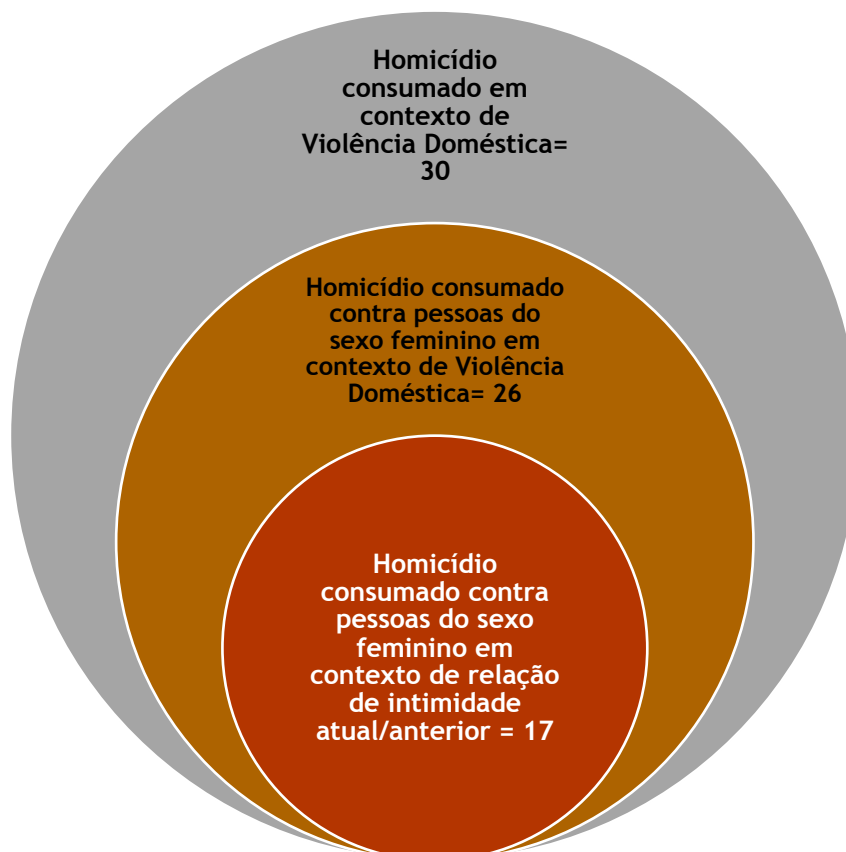 Homicídio
consumado em
contexto de
Violência Doméstica=
30
Homicídio consumado
contra pessoas do
sexo feminino em
contexto de Violência
Doméstica= 26
Homicídio
consumado contra
pessoas do sexo
feminino em
contexto de relação
de intimidade
atual/anterior = 17